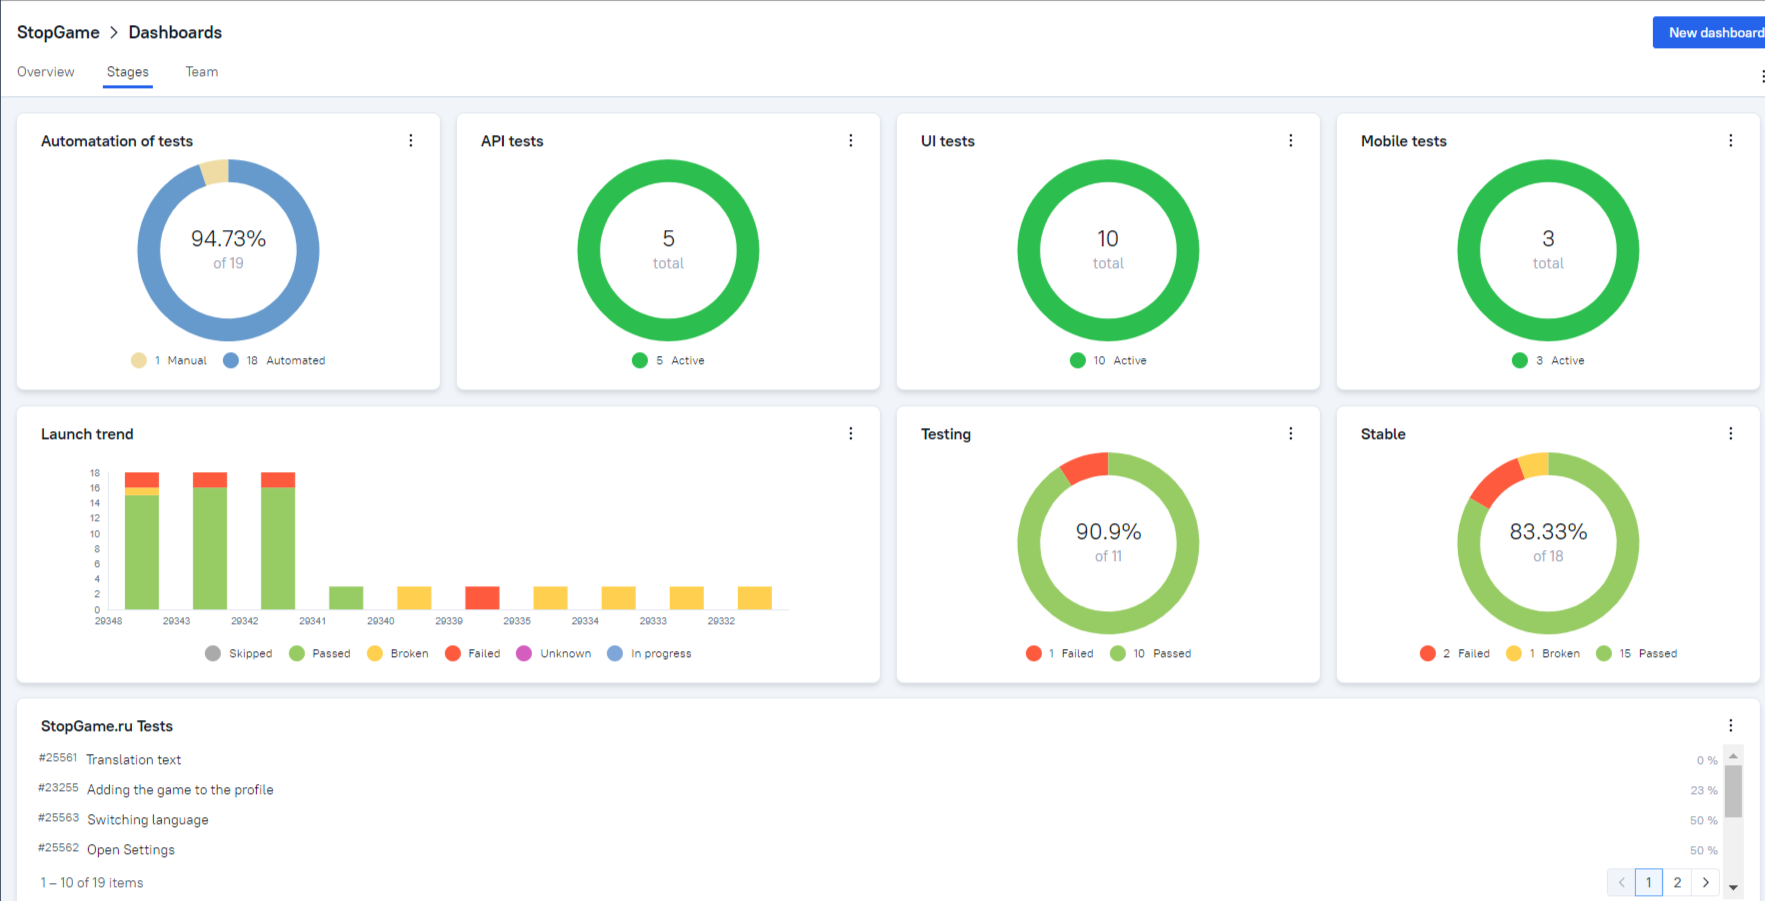 StopGame > Dashboards
New dashboard
Overview Stages Team
Automatation of tests
94.73%
of 19
1 Manual 18 Automated
API tests
5
total
5 Active
UI tests
10
total
10 Active
Mobile tests
3
total
3 Active
Launch trend
18
16
14
12
10
8
6
4
2
0
29348 29343 29342 29341 29340 29339 29335 29334 29333 29332
Skipped Passed Broken Failed Unknown In progress
Testing
90.9%
of 11
1 Failed 10 Passed
Stable
83.33%
of 18
2 Failed 1 Broken 15 Passed
StopGame.ru Tests
#25561 Translation text 0 %
#23255 Adding the game to the profile 23 %
#25563 Switching language 50 %
#25562 Open Settings 50 %
1 – 10 of 19 items
< 1 2 >